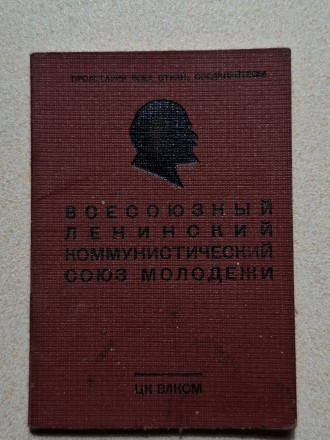 ПРОЛЕТАРИИ ВСЕХ СТРАН, СОЕДИНЯЙТЕСЬ!
ВСЕСОЮЗНЫЙ
ЛЕНИНСКИЙ
КОММУНИСТИЧЕСКИЙ
СОЮЗ МОЛОДЕЖИ
ЦК ВЛКСМ